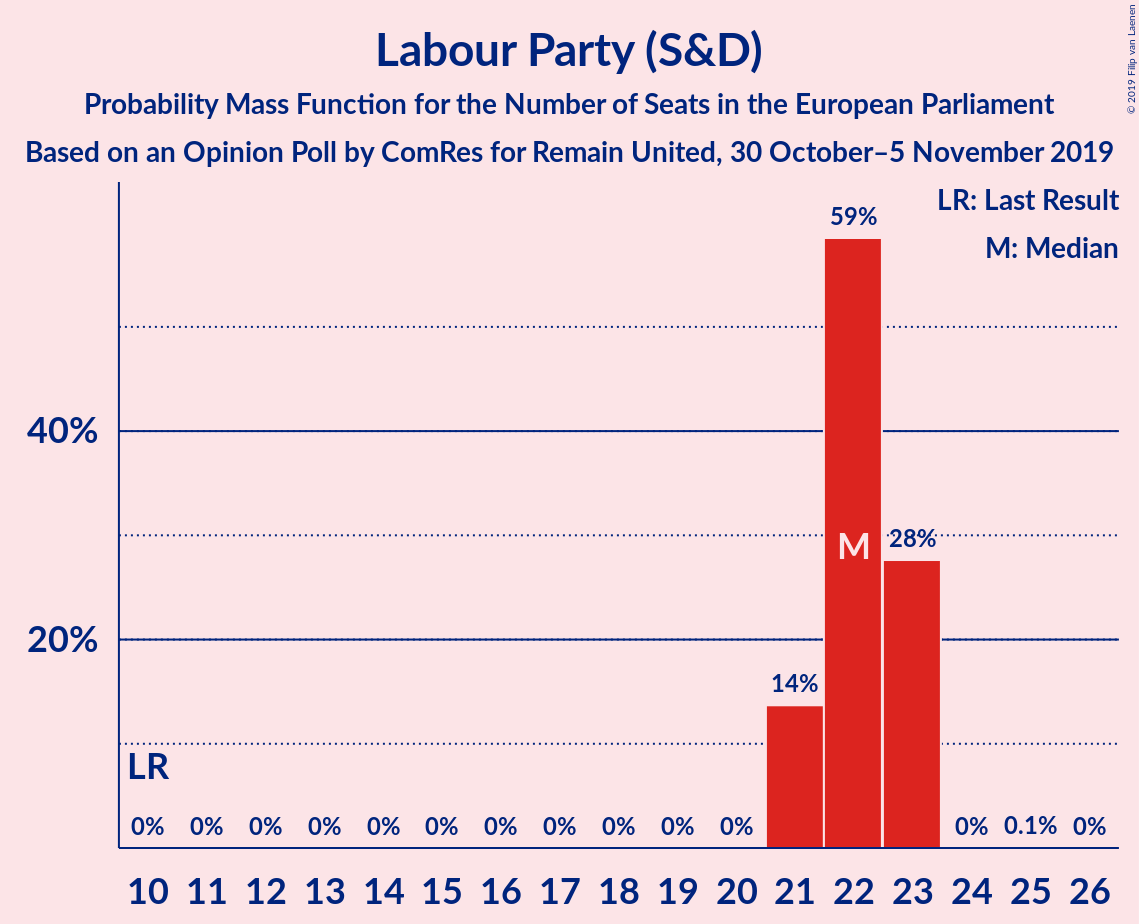 Labour Party (S&D)
Probability Mass Function for the Number of Seats in the European Parliament
Based on an Opinion Poll by ComRes for Remain United, 30 October–5 November 2019
© 2019 Filip van Laenen
LR: Last Result
M: Median
59%
40%
M
28%
20%
14%
LR
0% 0% 0% 0% 0% 0% 0% 0% 0% 0% 0% 0% 0.1% 0%
10 11 12 13 14 15 16 17 18 19 20 21 22 23 24 25 26